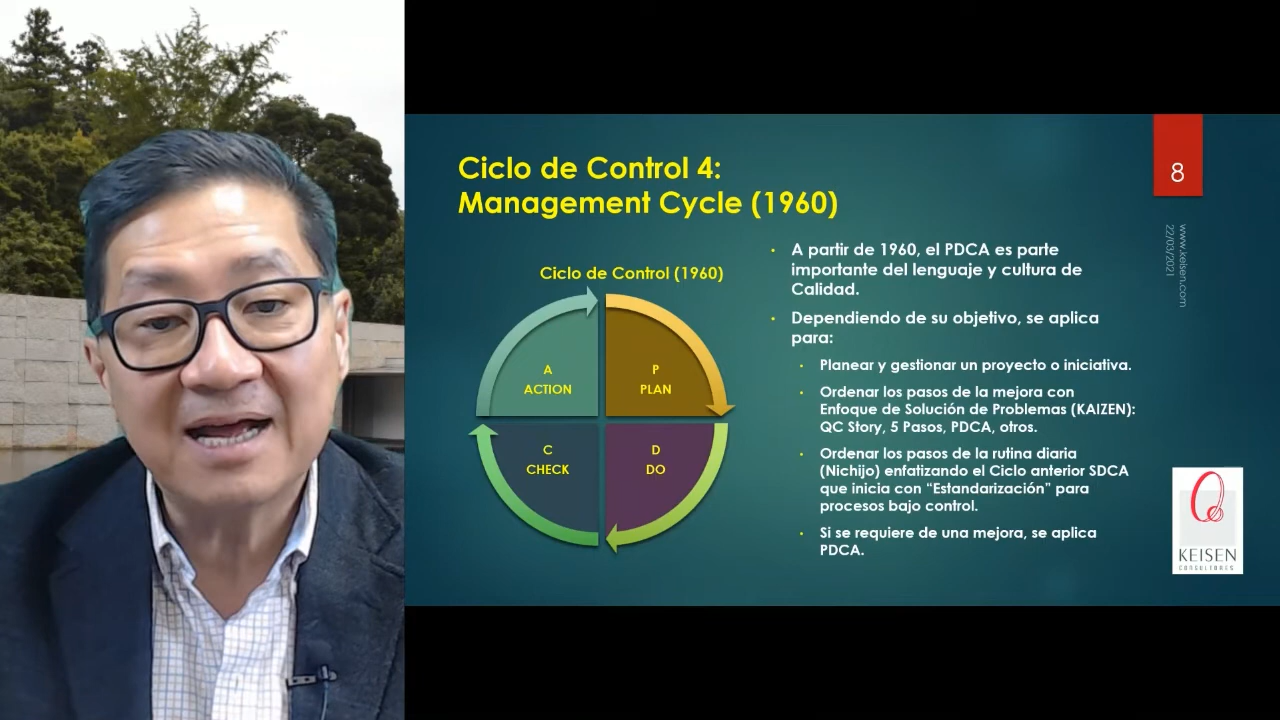 Ciclo de Control 4:
Management Cycle (1960)
8
www.keisen.com
22/03/2021
Ciclo de Control (1960)
A
ACTION
P
PLAN
C
CHECK
D
DO
• A partir de 1960, el PDCA es parte
importante del lenguaje y cultura de
Calidad.
• Dependiendo de su objetivo, se aplica
para:
• Planear y gestionar un proyecto o iniciativa.
• Ordenar los pasos de la mejora con
Enfoque de Solución de Problemas (KAIZEN):
QC Story, 5 Pasos, PDCA, otros.
• Ordenar los pasos de la rutina diaria
(Nichijo) enfatizando el Ciclo anterior SDCA
que inicia con “Estandarización” para
procesos bajo control.
• Si se requiere de una mejora, se aplica
PDCA.
KEISEN
CONSULTORES